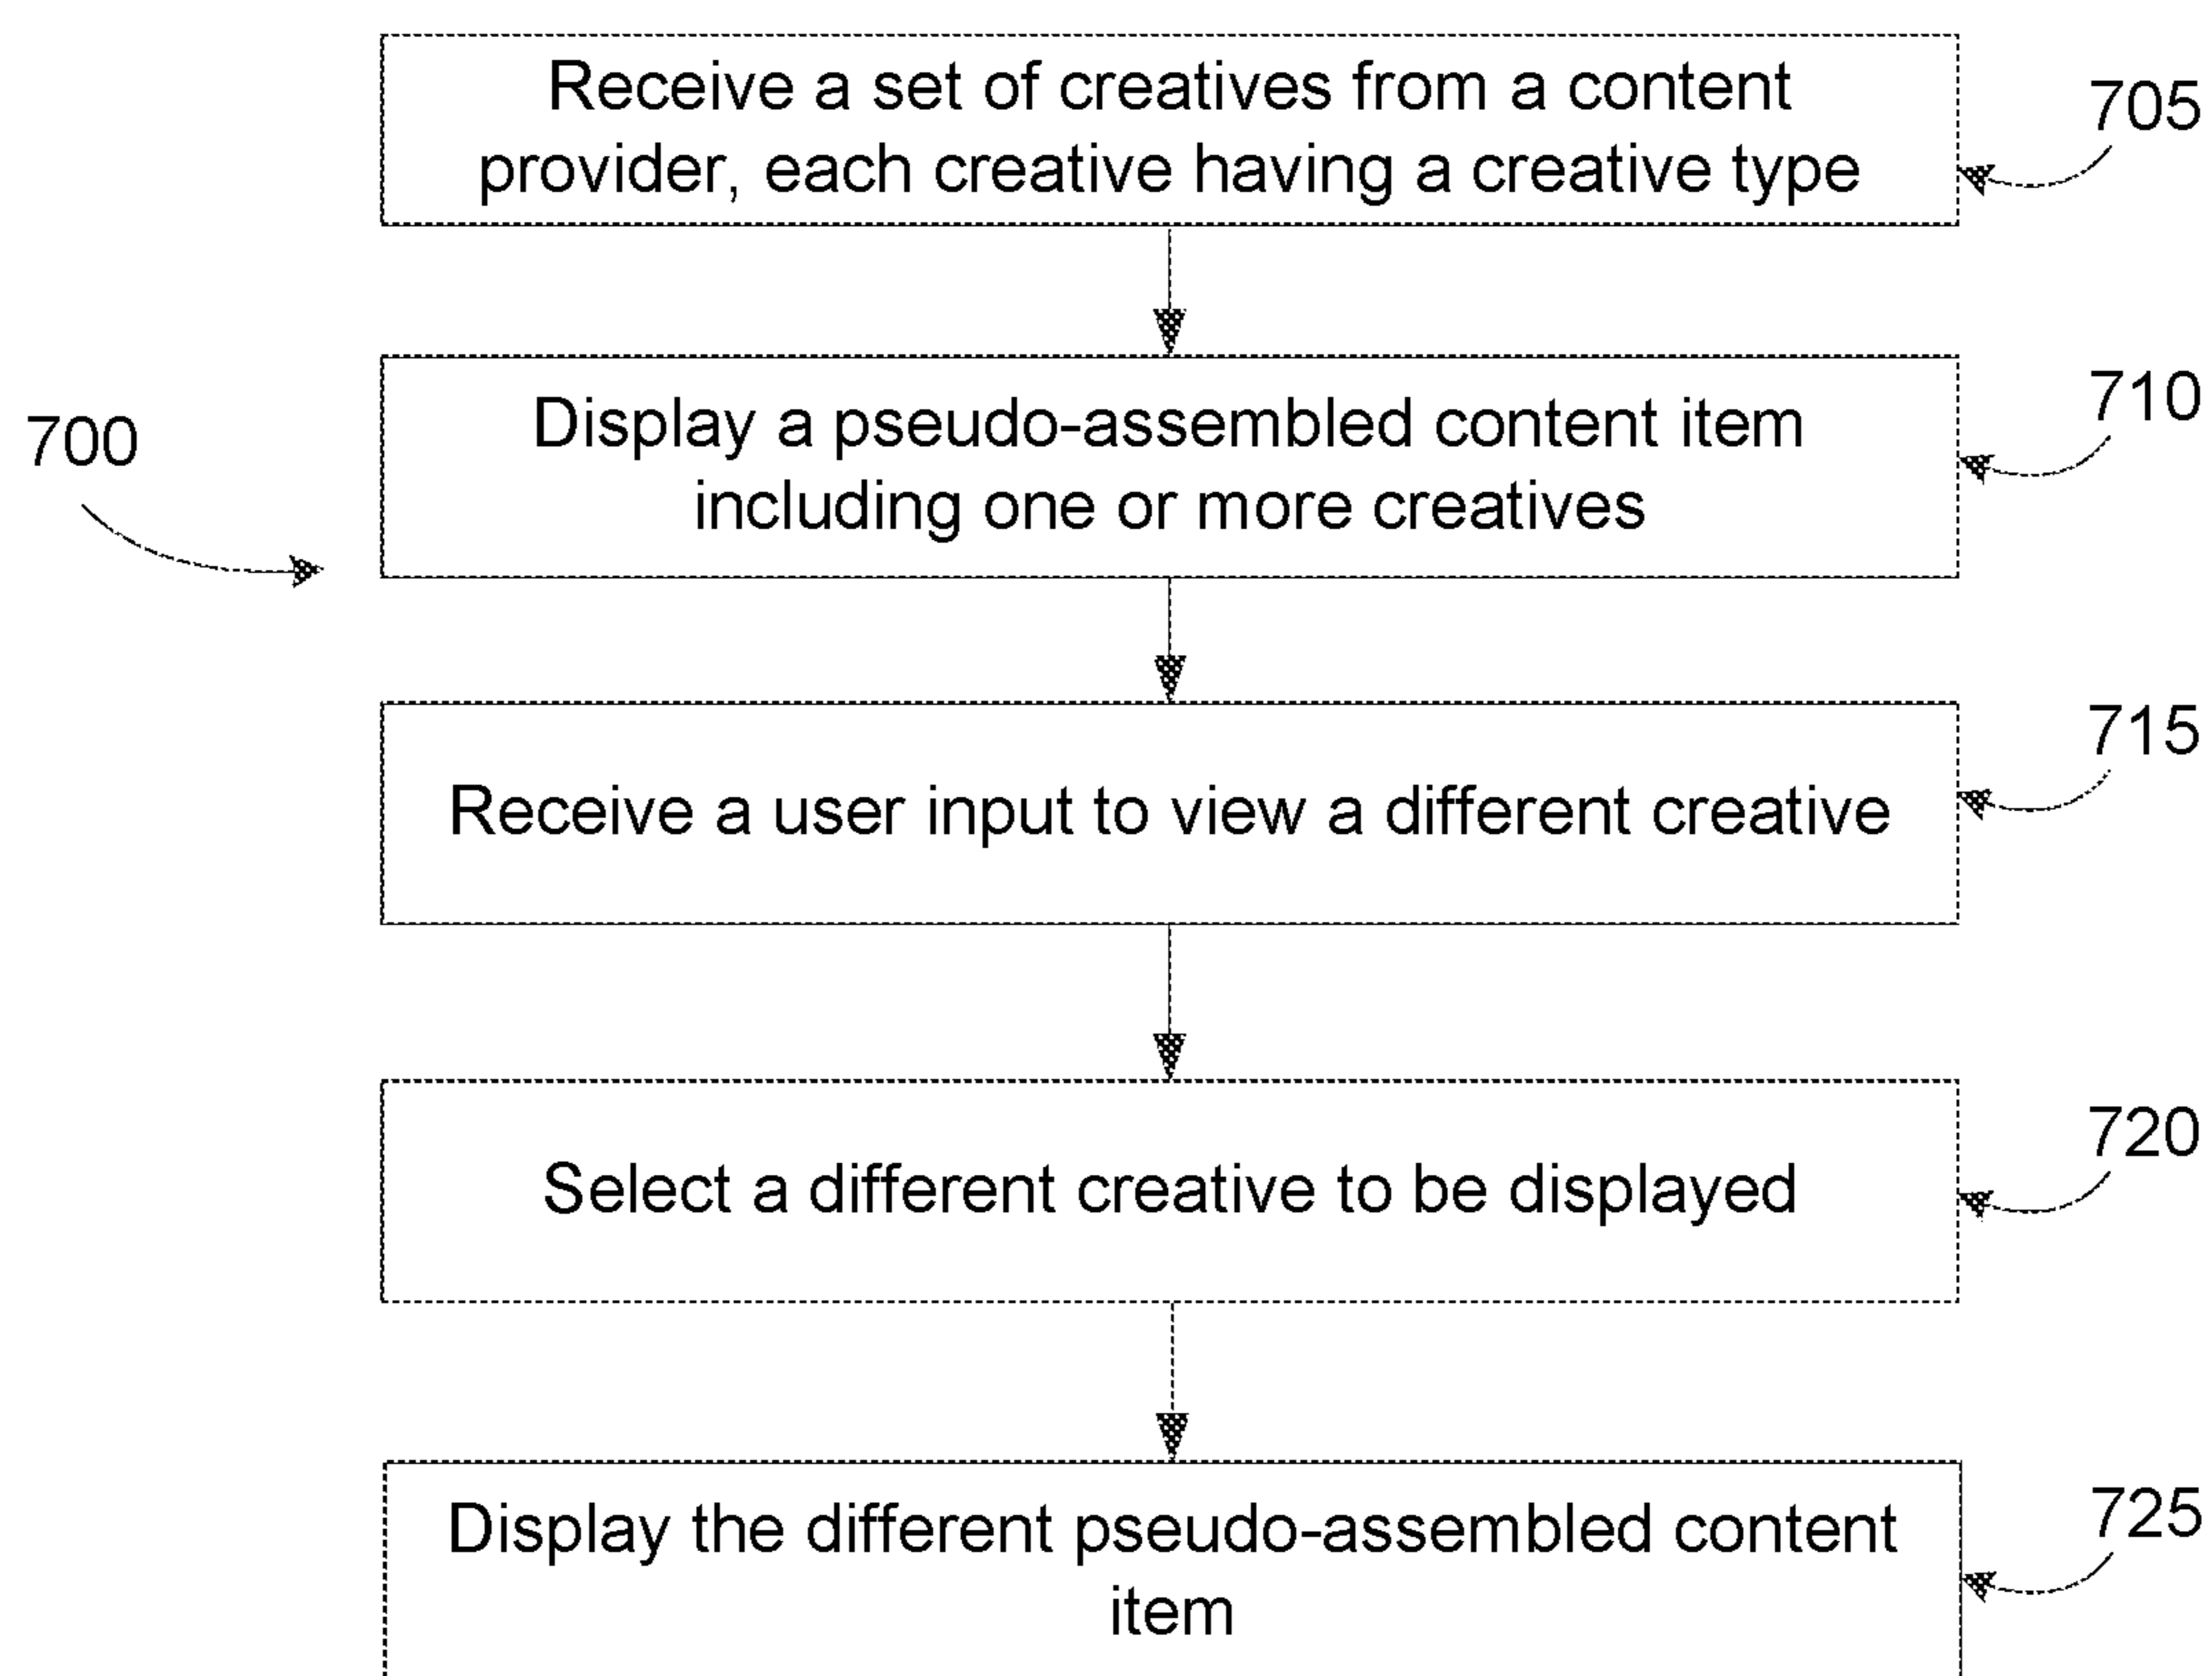 Receive a set of creatives from a content
provider, each creative having a creative type
705
Display a pseudo-assembled content item
including one or more creatives
710
700
Receive a user input to view a different creative
715
Select a different creative to be displayed
720
Display the different pseudo-assembled content
item
725